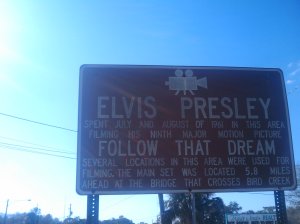 ELVIS PRESLEY
SPENT JULY AND AUGUST OF 1961 IN THIS AREA
FILMING HIS NINTH MAJOR MOTION PICTURE
FOLLOW THAT DREAM
SEVERAL LOCATIONS IN THIS AREA WERE USED FOR
FILMING. THE MAIN SET WAS LOCATED 5.8 MILES
AHEAD AT THE BRIDGE THAT CROSSES BIRD CREEK